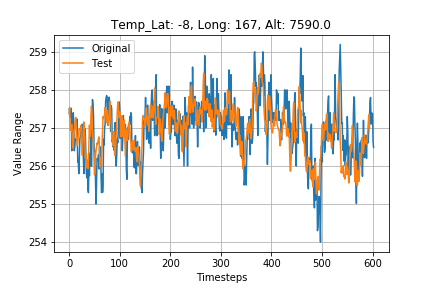 Temp_Lat: -8, Long: 167, Alt: 7590.0
Original
Test
259
258
257
256
255
254
Value Range
0
100
200
300
400
500
600
Timesteps